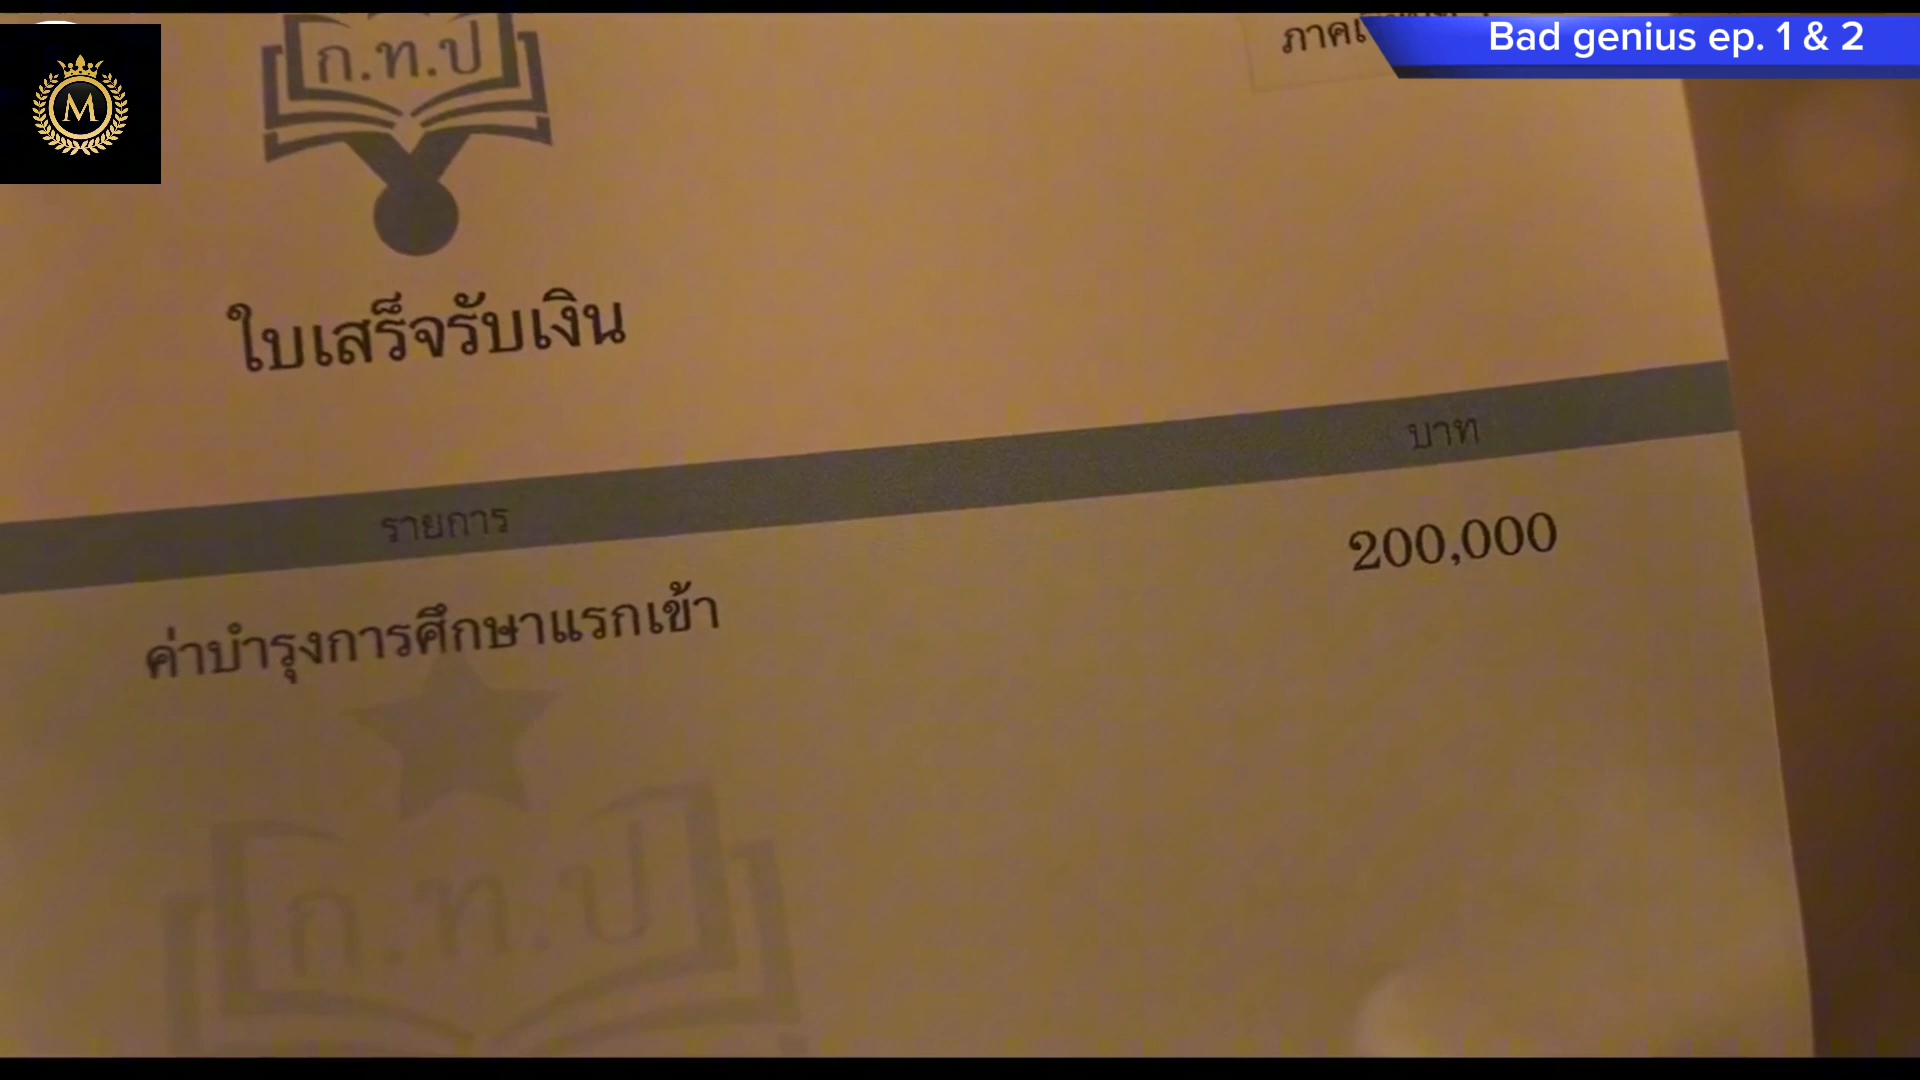 Bad genius ep. 1 & 2
M
ก.ท.ป
ใบเสร็จรับเงิน
รายการ
บาท
ค่าบำรุงการศึกษาแรกเข้า
200,000
ก.ท.ป